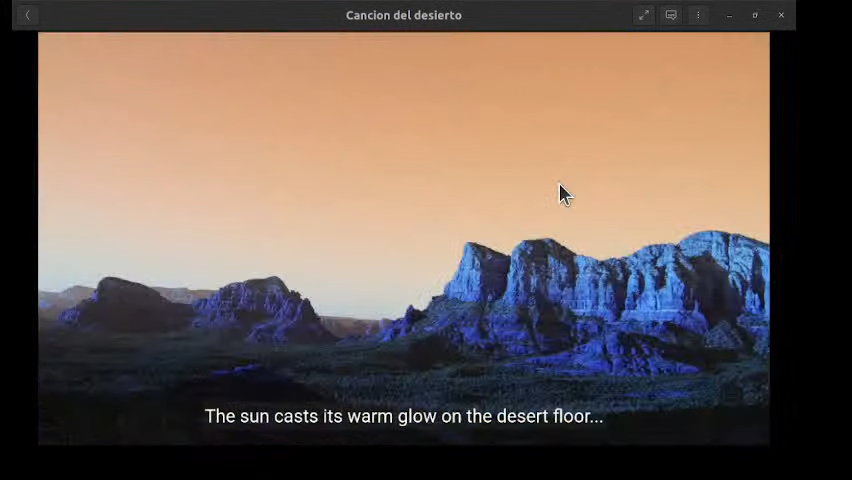 Cancion del desierto
The sun casts its warm glow on the desert floor...